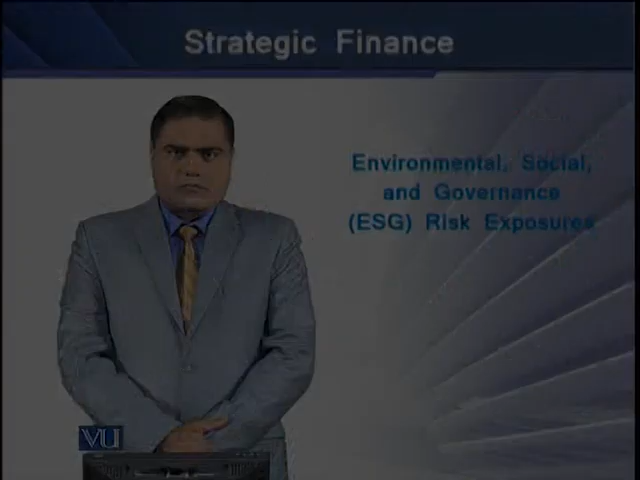 Strategic Finance
Environmental, Social,
and Governance
(ESG) Risk Exposures
VU